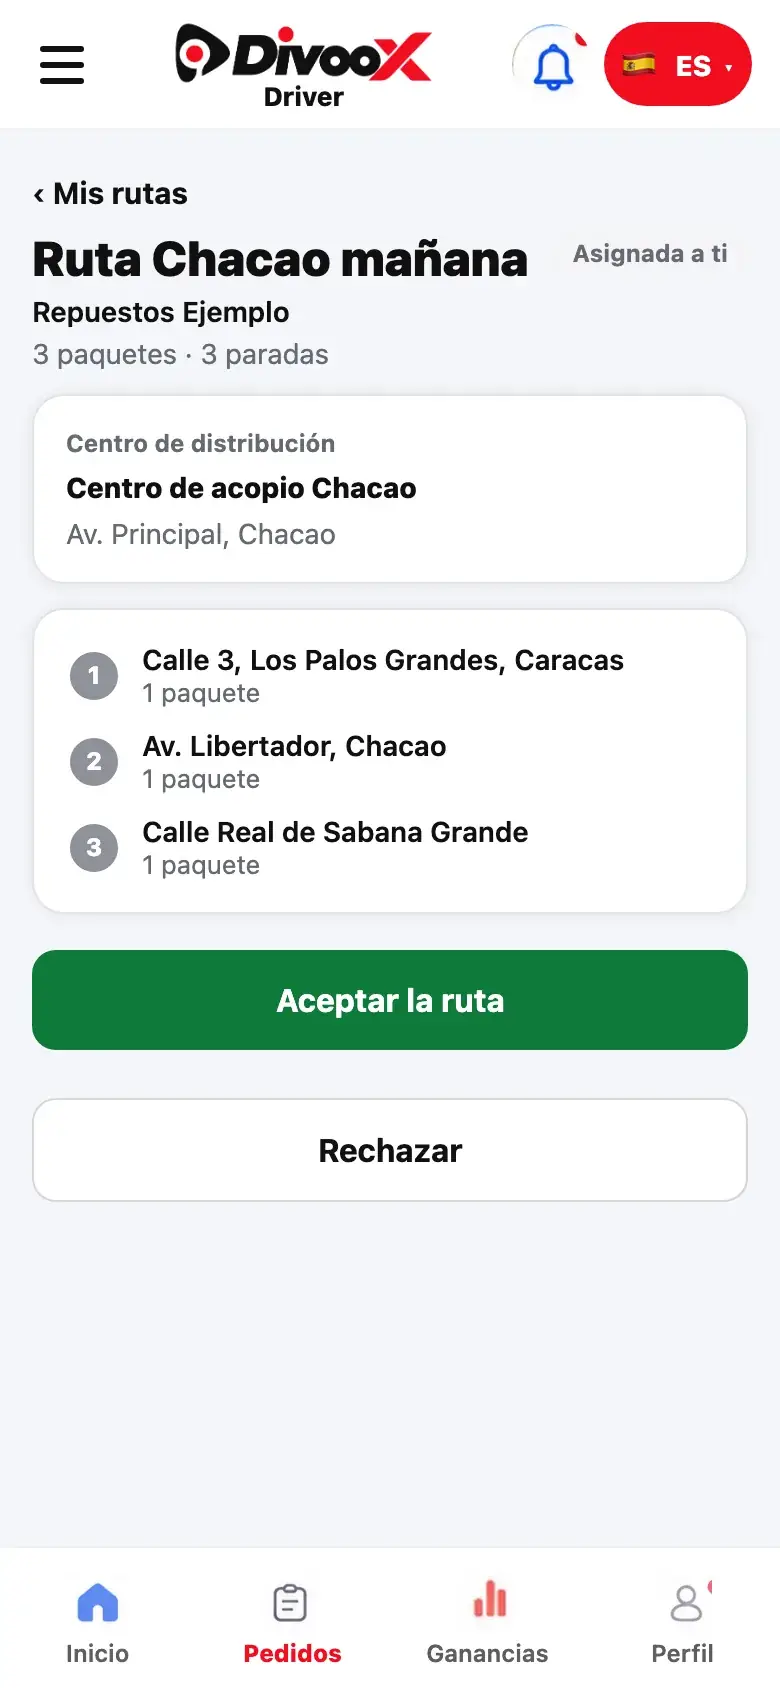 DivooX
Driver
ES
‹ Mis rutas
Ruta Chacao mañana
Asignada a ti
Repuestos Ejemplo
3 paquetes · 3 paradas
Centro de distribución
Centro de acopio Chacao
Av. Principal, Chacao
1
Calle 3, Los Palos Grandes, Caracas
1 paquete
2
Av. Libertador, Chacao
1 paquete
3
Calle Real de Sabana Grande
1 paquete
Aceptar la ruta
Rechazar
Inicio
Pedidos
Ganancias
Perfil